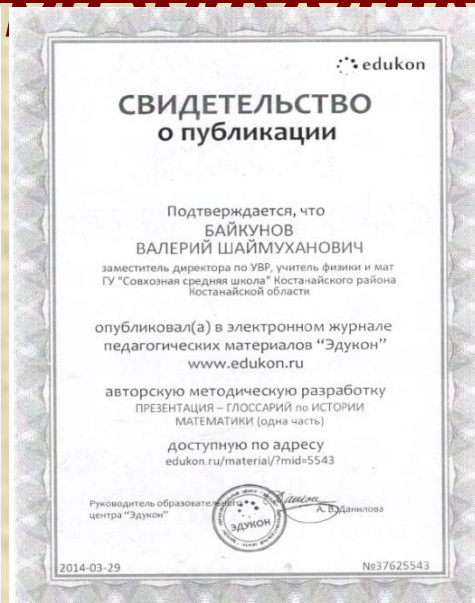 edukon
СВИДЕТЕЛЬСТВО
о публикации
Подтверждается, что
БАЙКУНОВ
ВАЛЕРИЙ ШАЙМУХАНОВИЧ
заместитель директора по УВР, учитель физики и мат
ГУ "Совхозная средняя школа" Костанайского района
Костанайской области
опубликовал(а) в электронном журнале
педагогических материалов "Эдукон"
www.edukon.ru
авторскую методическую разработку
ПРЕЗЕНТАЦИЯ – ГЛОССАРИЙ по ИСТОРИИ
МАТЕМАТИКИ (одна часть)
доступную по адресу
edukon.ru/material/?mid=5543
Руководитель образовательного
центра "Эдукон"
ЭДУКОН
А. В. Данилова
2014-03-29
№37625543